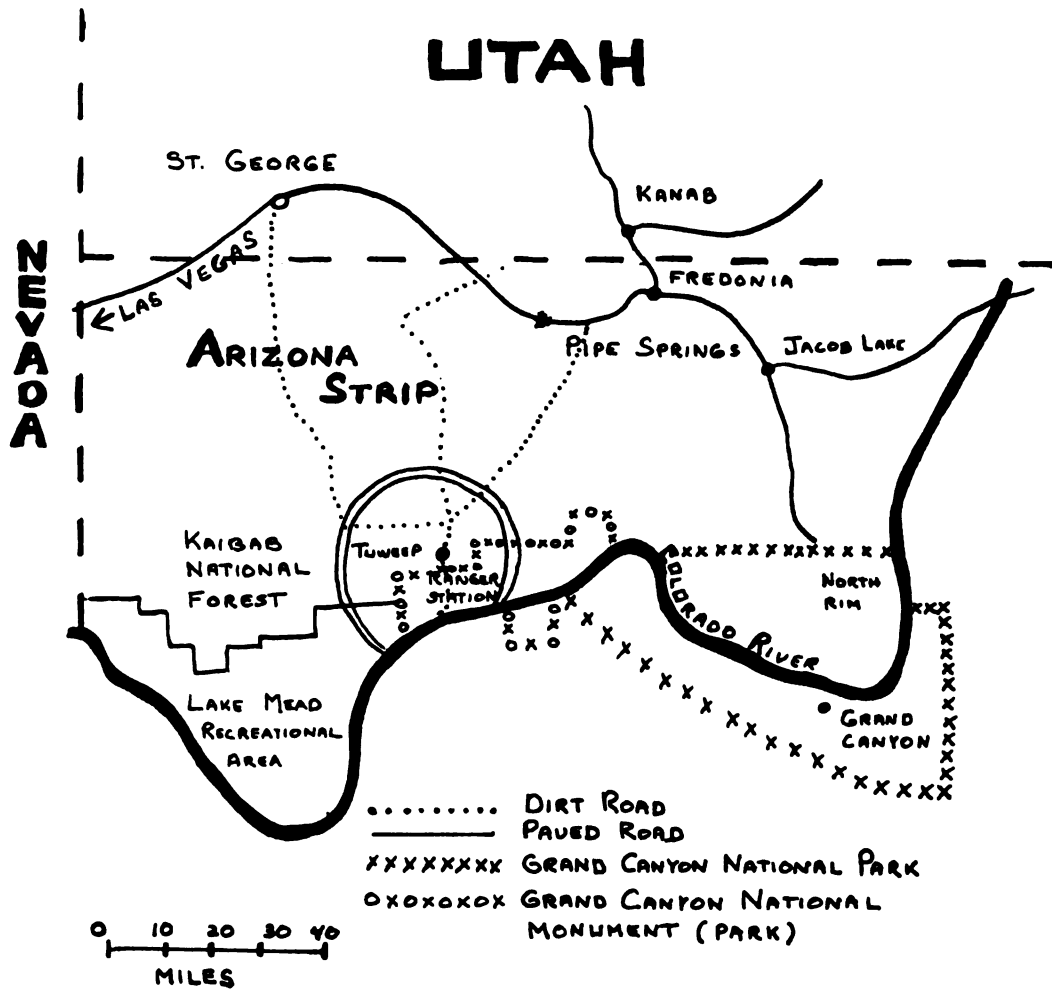 UTAH
ST. GEORGE
KANAB
NEVADA
← LAS VEGAS
FREDONIA
ARIZONA
STRIP
PIPE SPRINGS
JACOB LAKE
KAIBAB
NATIONAL
FOREST
TUWEEP
RANGER
STATION
NORTH
RIM
COLORADO RIVER
LAKE MEAD
RECREATIONAL
AREA
GRAND
CANYON
DIRT ROAD
PAVED ROAD
xxxxxxxx GRAND CANYON NATIONAL PARK
oxoxoxox GRAND CANYON NATIONAL
MONUMENT (PARK)
0 10 20 30 40
MILES